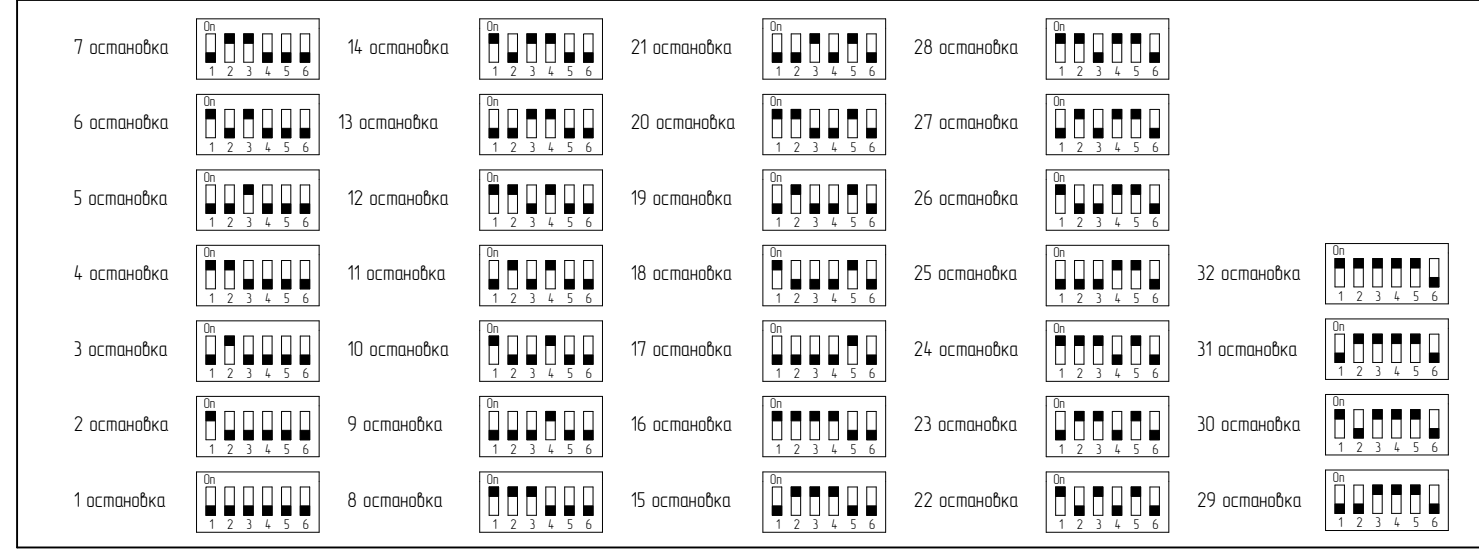 On On On On
7 остановка 14 остановка 21 остановка 28 остановка
1 2 3 4 5 6 1 2 3 4 5 6 1 2 3 4 5 6 1 2 3 4 5 6
On On On On
6 остановка 13 остановка 20 остановка 27 остановка
1 2 3 4 5 6 1 2 3 4 5 6 1 2 3 4 5 6 1 2 3 4 5 6
On On On On
5 остановка 12 остановка 19 остановка 26 остановка
1 2 3 4 5 6 1 2 3 4 5 6 1 2 3 4 5 6 1 2 3 4 5 6
On On On On On
4 остановка 11 остановка 18 остановка 25 остановка 32 остановка
1 2 3 4 5 6 1 2 3 4 5 6 1 2 3 4 5 6 1 2 3 4 5 6 1 2 3 4 5 6
On On On On On
3 остановка 10 остановка 17 остановка 24 остановка 31 остановка
1 2 3 4 5 6 1 2 3 4 5 6 1 2 3 4 5 6 1 2 3 4 5 6 1 2 3 4 5 6
On On On On On
2 остановка 9 остановка 16 остановка 23 остановка 30 остановка
1 2 3 4 5 6 1 2 3 4 5 6 1 2 3 4 5 6 1 2 3 4 5 6 1 2 3 4 5 6
On On On On On
1 остановка 8 остановка 15 остановка 22 остановка 29 остановка
1 2 3 4 5 6 1 2 3 4 5 6 1 2 3 4 5 6 1 2 3 4 5 6 1 2 3 4 5 6